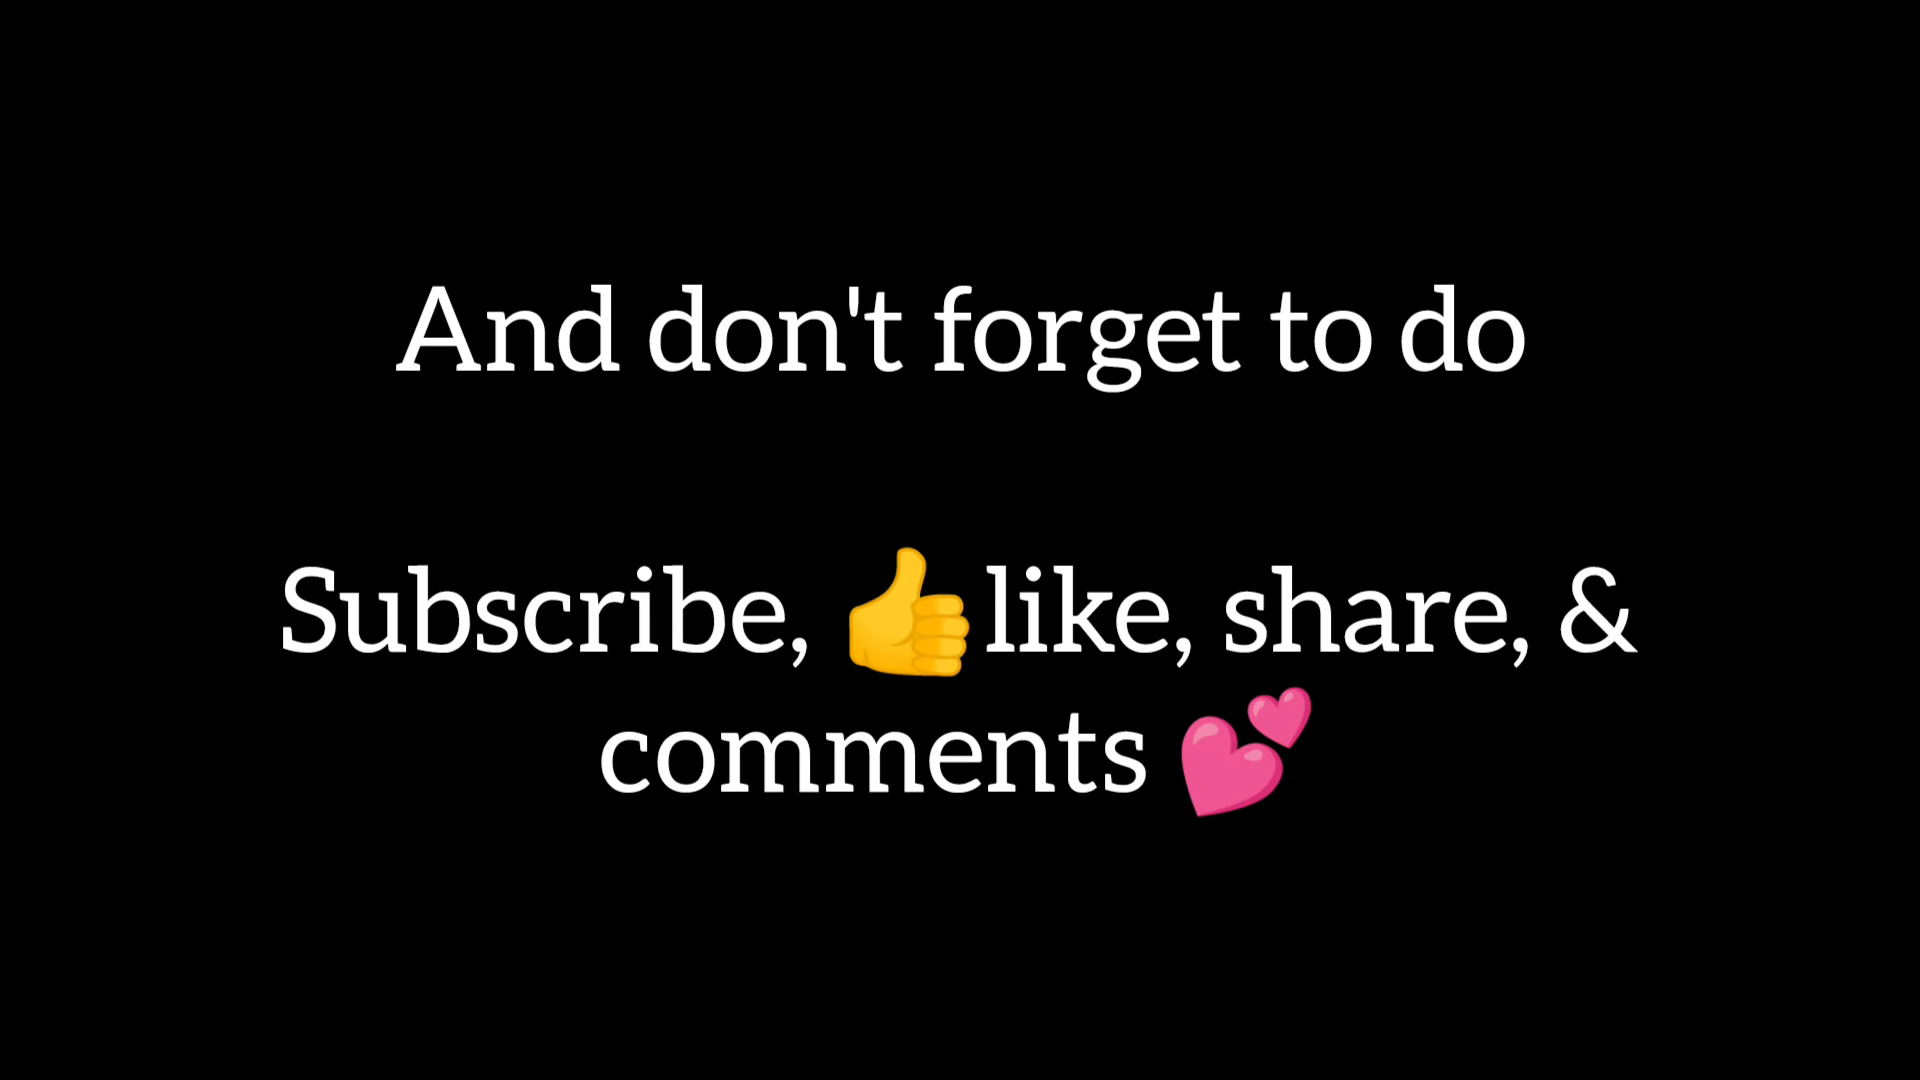 And don't forget to do
Subscribe, 👍like, share, &
comments 💕